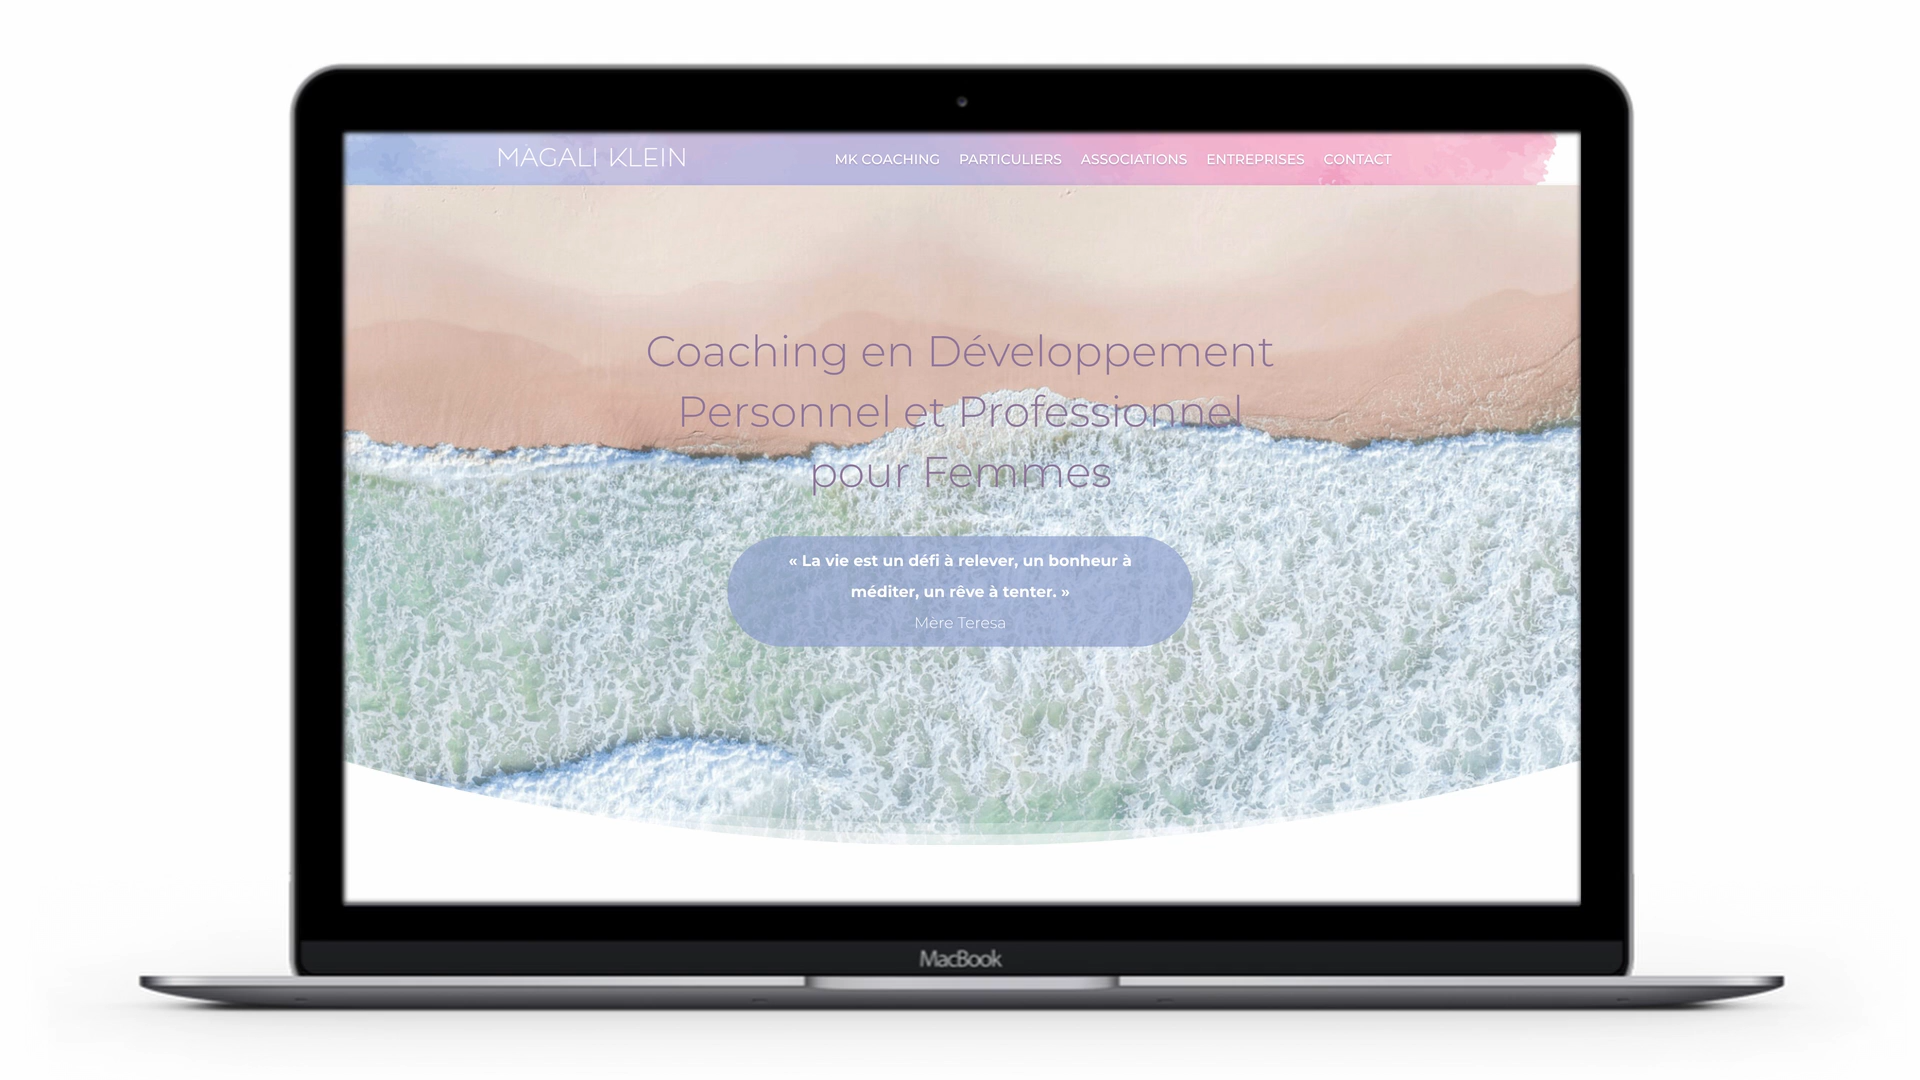 MAGALI KLEIN
MK COACHING PARTICULIERS ASSOCIATIONS ENTREPRISES CONTACT
Coaching en Développement
Personnel et Professionnel
pour Femmes
« La vie est un défi à relever, un bonheur à
méditer, un rêve à tenter. »
Mère Teresa
MacBook